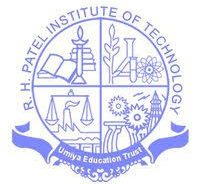 R. H. PATEL INSTITUTE OF TECHNOLOGY
Umiya Education Trust